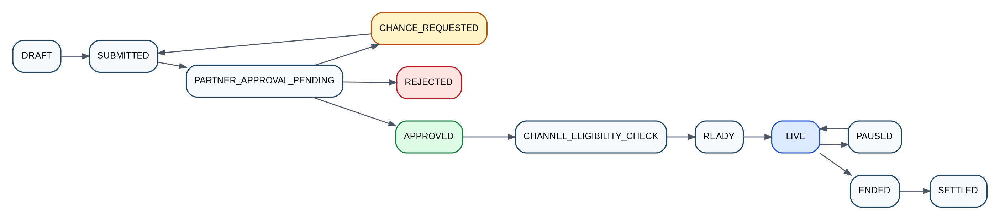 DRAFT
SUBMITTED
PARTNER_APPROVAL_PENDING
CHANGE_REQUESTED
REJECTED
APPROVED
CHANNEL_ELIGIBILITY_CHECK
READY
LIVE
PAUSED
ENDED
SETTLED